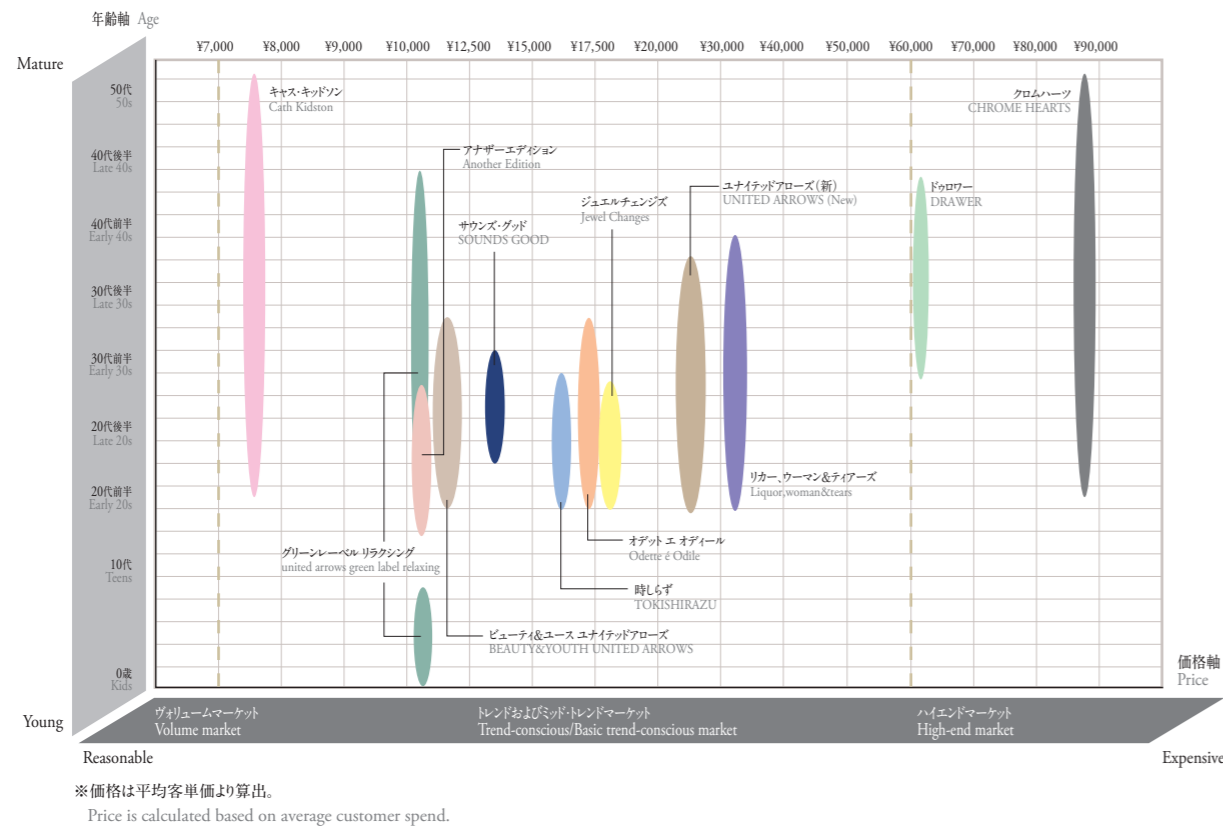 年齢軸 Age
¥7,000 ¥8,000 ¥9,000 ¥10,000 ¥12,500 ¥15,000 ¥17,500 ¥20,000 ¥30,000 ¥40,000 ¥50,000 ¥60,000 ¥70,000 ¥80,000 ¥90,000
Mature
50代
50s
キャス・キッドソン
Cath Kidston
クロムハーツ
CHROME HEARTS
40代後半
Late 40s
アナザーエディション
Another Edition
ユナイテッドアローズ（新）
UNITED ARROWS (New)
ドゥロワー
DRAWER
ジュエルチェンジズ
Jewel Changes
40代前半
Early 40s
サウンズ・グッド
SOUNDS GOOD
30代後半
Late 30s
30代前半
Early 30s
20代後半
Late 20s
リカー、ウーマン&ティアーズ
Liquor,woman&tears
20代前半
Early 20s
オデット エ オディール
Odette é Odile
グリーンレーベル リラクシング
united arrows green label relaxing
10代
Teens
時しらず
TOKISHIRAZU
ビューティ&ユース ユナイテッドアローズ
BEAUTY&YOUTH UNITED ARROWS
0歳
Kids
価格軸
Price
Young
ヴォリュームマーケット
Volume market
トレンドおよびミッド・トレンドマーケット
Trend-conscious/Basic trend-conscious market
ハイエンドマーケット
High-end market
Reasonable
Expensive
※価格は平均客単価より算出。
Price is calculated based on average customer spend.